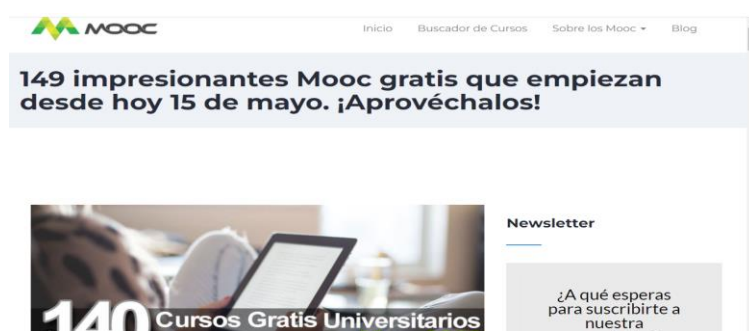 MOOC
Inicio Buscador de Cursos Sobre los Mooc Blog
149 impresionantes Mooc gratis que empiezan
desde hoy 15 de mayo. ¡Aprovéchalos!
Newsletter
¿A qué esperas
para suscribirte a
nuestra
140 Cursos Gratis Universitarios